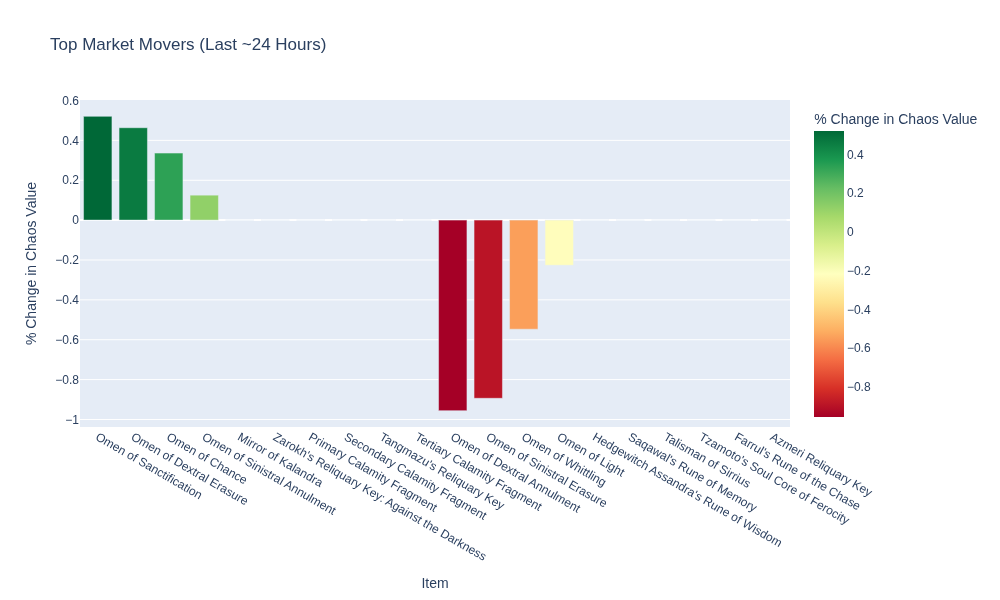 Top Market Movers (Last ~24 Hours)
% Change in Chaos Value
0.6
0.4
0.2
0
−0.2
−0.4
−0.6
−0.8
−1
Omen of Sanctification
Omen of Dextral Erasure
Omen of Chance
Omen of Sinistral Annulment
Mirror of Kalandra
Zarokh's Reliquary Key: Against the Darkness
Primary Calamity Fragment
Secondary Calamity Fragment
Tangmazu's Reliquary Key
Tertiary Calamity Fragment
Omen of Dextral Annulment
Omen of Sinistral Erasure
Omen of Whittling
Omen of Light
Hedgewitch Assandra's Rune of Wisdom
Saqawal's Rune of Memory
Talisman of Sirrius
Tzamoto's Soul Core of Ferocity
Farrul's Rune of the Chase
Azmeri Reliquary Key
Item
% Change in Chaos Value
0.4
0.2
0
−0.2
−0.4
−0.6
−0.8